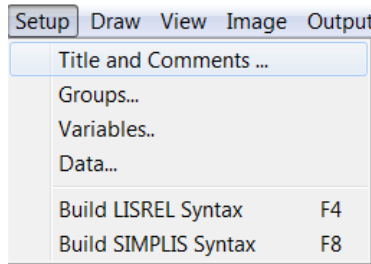 Setup Draw View Image Output
Title and Comments ...
Groups...
Variables..
Data...
Build LISREL Syntax F4
Build SIMPLIS Syntax F8